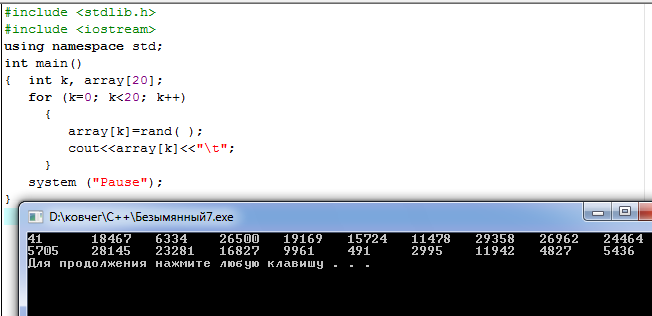 #include <stdlib.h>
#include <iostream>
using namespace std;
int main()
{  int k, array[20];
   for (k=0; k<20; k++)
     {
        array[k]=rand( );
        cout<<array[k]<<"\t";
     }
   system ("Pause");
}
D:\ковчег\C++\Безымянный7.exe
41 18467 6334 26500 19169 15724 11478 29358 26962 24464
5705 28145 23281 16827 9961 491 2995 11942 4827 5436
Для продолжения нажмите любую клавишу . . .